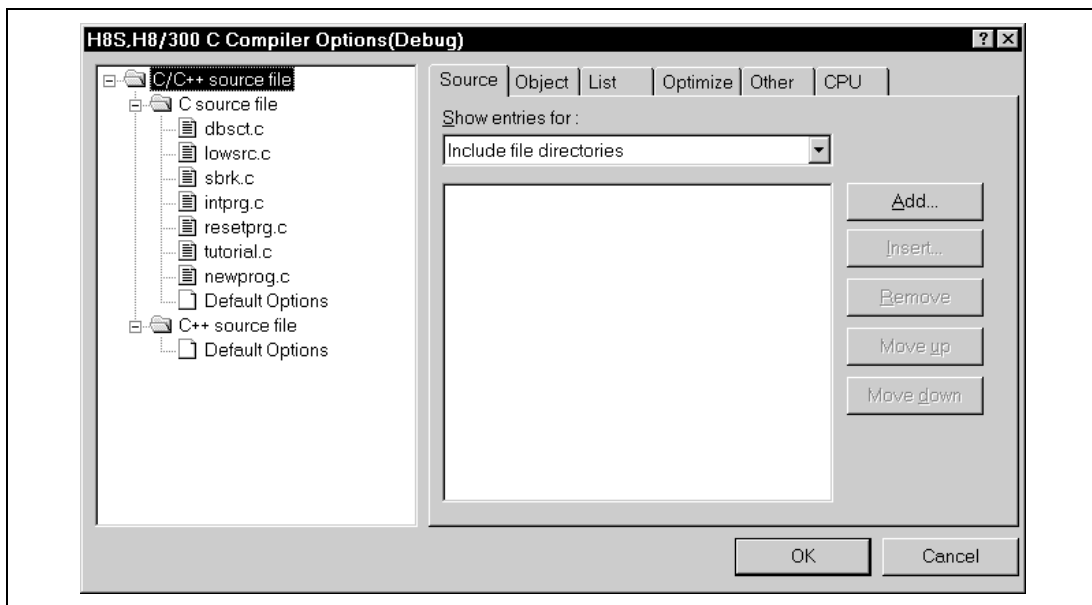 H8S,H8/300 C Compiler Options(Debug)
C/C++ source file
C source file
dbsct.c
lowsrc.c
sbrk.c
intprg.c
resetprg.c
tutorial.c
newprog.c
Default Options
C++ source file
Default Options
Source Object List Optimize Other CPU
Show entries for :
Include file directories
Add...
Insert...
Remove
Move up
Move down
OK Cancel